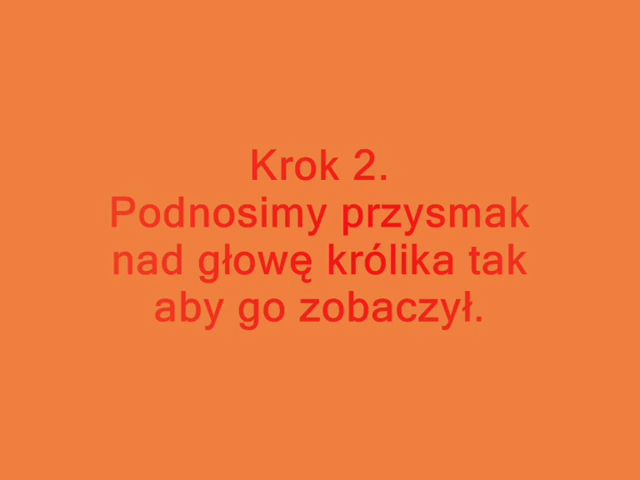 Krok 2.
Podnosimy przysmak
nad głowę królika tak
aby go zobaczył.